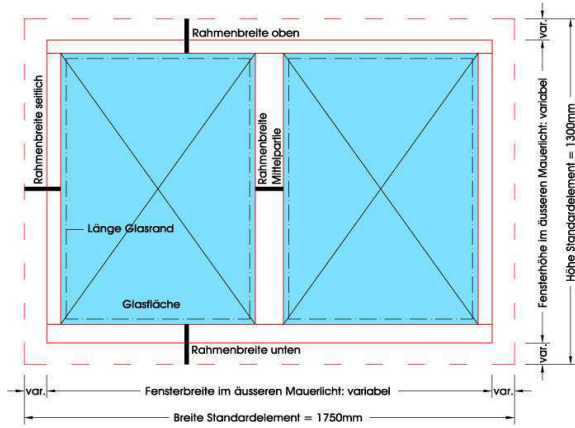 Rahmenbreite oben
var.
Rahmenbreite seitlich
Rahmenbreite
Mittelpartie
Länge Glasrand
Glasfläche
Rahmenbreite unten
Fensterhöhe im äusseren Mauerlicht: variabel
Höhe Standardelement = 1300mm
var.
var.
Fensterbreite im äusseren Mauerlicht: variabel
var.
Breite Standardelement = 1750mm